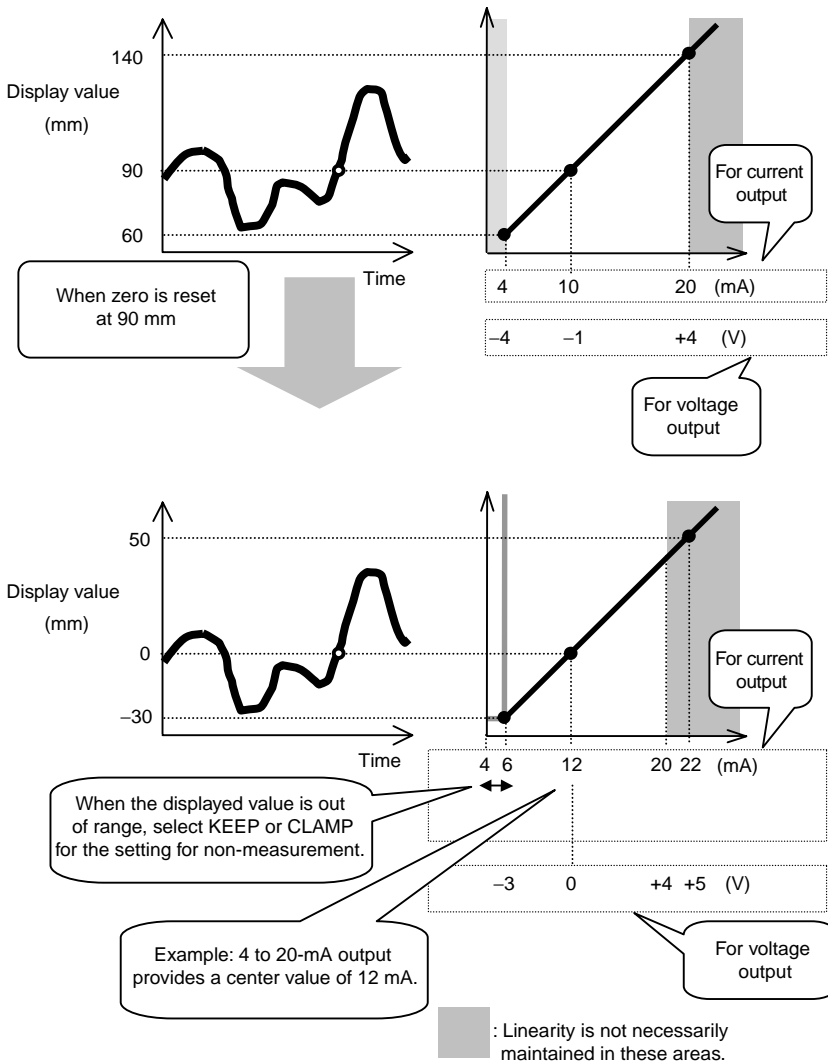 140
Display value
(mm)
90
60
Time
For current
output
4 10 20 (mA)
When zero is reset
at 90 mm
−4 −1 +4 (V)
For voltage
output
50
Display value
(mm)
0
−30
Time
For current
output
4 6 12 20 22 (mA)
When the displayed value is out
of range, select KEEP or CLAMP
for the setting for non-measurement.
−3 0 +4 +5 (V)
Example: 4 to 20-mA output
provides a center value of 12 mA.
For voltage
output
: Linearity is not necessarily
maintained in these areas.